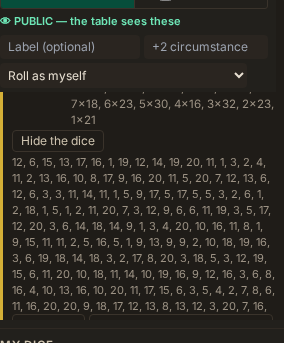 PUBLIC — the table sees these
Label (optional)
+2 circumstance
Roll as myself
7×18, 6×23, 5×30, 4×16, 3×32, 2×23,
1×21
Hide the dice
12, 6, 15, 13, 17, 16, 1, 19, 12, 14, 19, 20, 11, 1, 3, 2, 4,
11, 2, 13, 16, 10, 8, 17, 9, 16, 20, 11, 5, 20, 7, 12, 13, 6,
12, 6, 3, 3, 11, 14, 11, 1, 5, 9, 17, 5, 17, 5, 5, 3, 2, 6, 1,
2, 18, 1, 5, 1, 2, 11, 20, 7, 3, 12, 9, 6, 6, 11, 19, 3, 5, 17,
12, 20, 3, 6, 14, 18, 14, 9, 1, 3, 4, 20, 10, 16, 11, 8, 1,
9, 15, 11, 11, 2, 5, 16, 5, 1, 9, 13, 9, 9, 2, 10, 18, 19, 16,
3, 6, 19, 18, 14, 18, 3, 2, 17, 8, 20, 3, 18, 5, 3, 12, 19,
15, 6, 11, 20, 10, 18, 11, 14, 10, 19, 16, 9, 12, 16, 3, 6, 8,
16, 4, 10, 13, 16, 10, 20, 11, 17, 15, 6, 3, 5, 4, 2, 7, 8, 6,
11, 16, 20, 20, 9, 18, 17, 12, 13, 8, 13, 12, 3, 20, 7, 16,